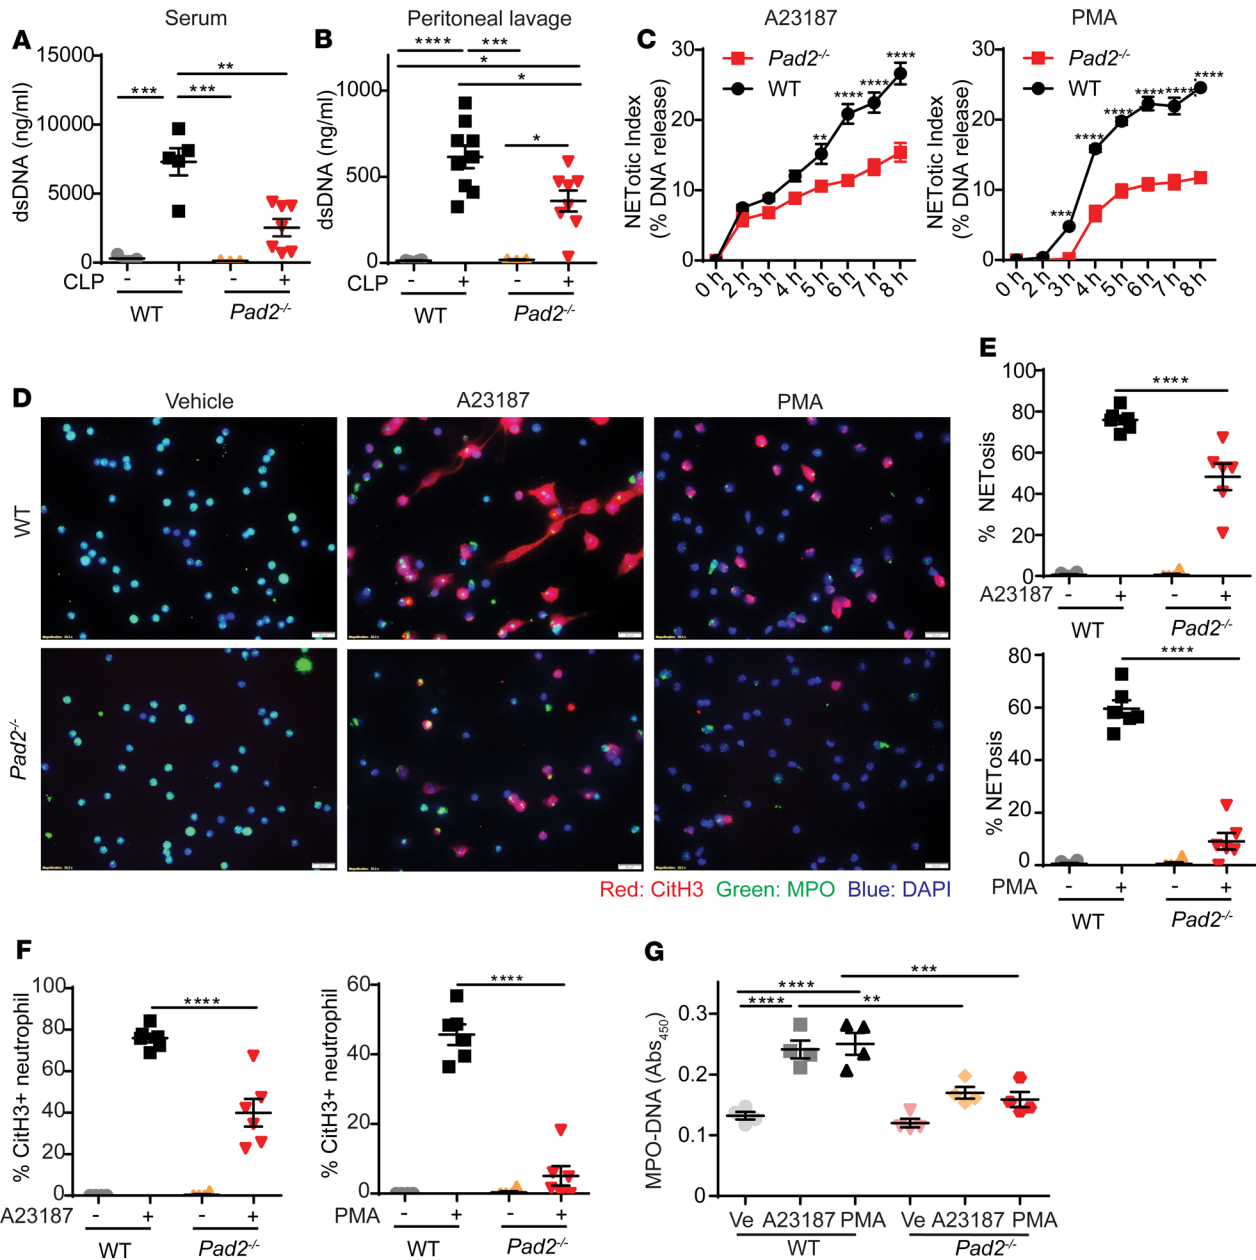 A
Serum
15000
10000
5000
0
dsDNA (ng/ml)
***
**
***
CLP
- + - +
WT Pad2-/-
B
Peritoneal lavage
1000
500
0
dsDNA (ng/ml)
**** ***
*
*
*
CLP
- + - +
WT Pad2-/-
C
A23187
30
20
10
0
NETotic Index
(% DNA release)
Pad2-/-
WT
**
****
****
****
0 h 2 h 3 h 4 h 5 h 6 h 7 h 8 h
PMA
30
20
10
0
NETotic Index
(% DNA release)
Pad2-/-
WT
***
****
****
****
****
****
0 h 2 h 3 h 4 h 5 h 6 h 7 h 8 h
D
Vehicle A23187 PMA
WT
Pad2-/-
Red: CitH3 Green: MPO Blue: DAPI
E
100
80
60
40
20
0
% NETosis
****
A23187
- + - +
WT Pad2-/-
80
60
40
20
0
% NETosis
****
PMA
- + - +
WT Pad2-/-
F
100
80
60
40
20
0
% CitH3+ neutrophil
****
A23187
- + - +
WT Pad2-/-
60
40
20
0
% CitH3+ neutrophil
****
PMA
- + - +
WT Pad2-/-
G
0.3
0.2
0.1
0
MPO-DNA (Abs450)
***
****
**** **
Ve A23187 PMA Ve A23187 PMA
WT Pad2-/-